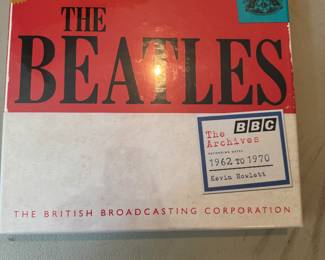 THE
BEATLES
BBC
The
Archives
1962 TO 1970
Kevin Howlett
THE BRITISH BROADCASTING CORPORATION